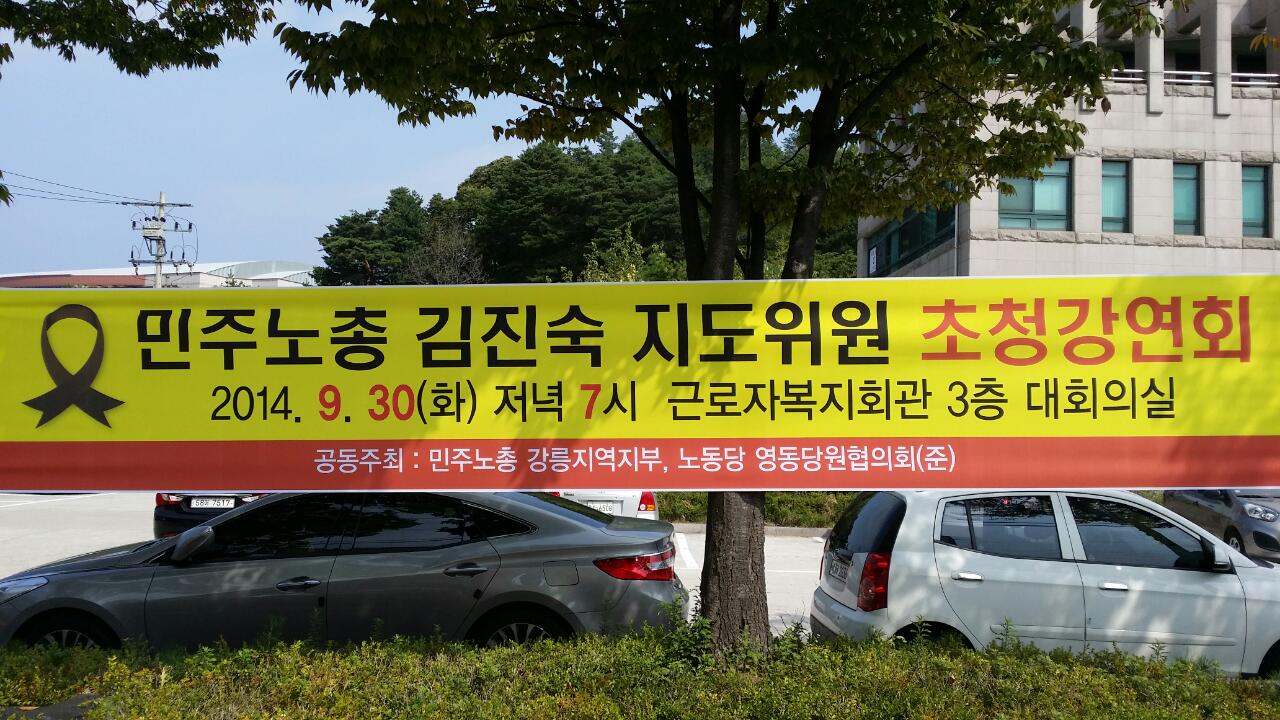 민주노총 김진숙 지도위원 초청강연회
2014. 9. 30(화) 저녁 7시 근로자복지회관 3층 대회의실
공동주최 : 민주노총 강릉지역지부, 노동당 영동당원협의회(준)